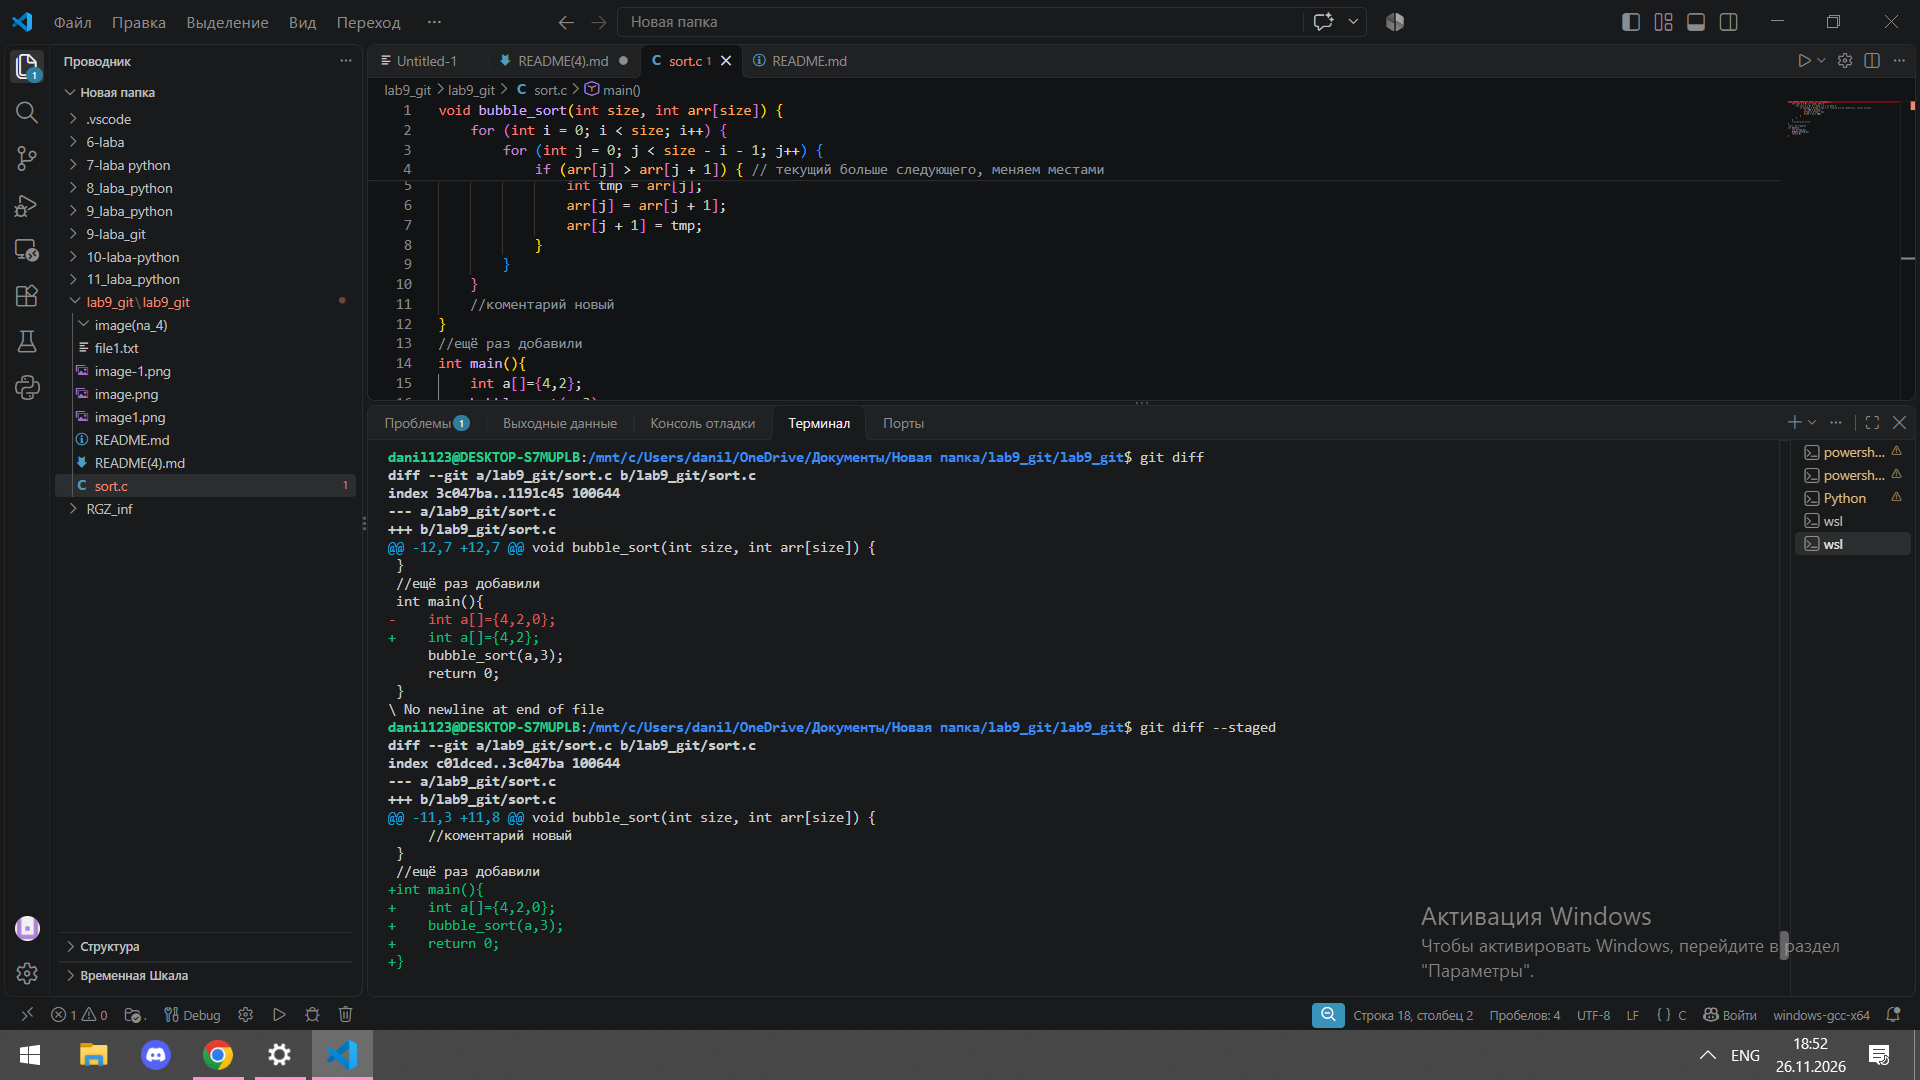 Файл Правка Выделение Вид Переход ··· Новая папка
Проводник ···
Новая папка
.vscode
6-laba
7-laba python
8_laba_python
9_laba_python
9-laba_git
10-laba-python
11_laba_python
lab9_git\lab9_git
image(na_4)
file1.txt
image-1.png
image.png
image1.png
README.md
README(4).md
sort.c 1
RGZ_inf
Структура
Временная Шкала
Untitled-1 README(4).md sort.c 1 README.md
lab9_git > lab9_git > C sort.c > main()
1 void bubble_sort(int size, int arr[size]) {
2 for (int i = 0; i < size; i++) {
3 for (int j = 0; j < size - i - 1; j++) {
4 if (arr[j] > arr[j + 1]) { // текущий больше следующего, меняем местами
5 int tmp = arr[j];
6 arr[j] = arr[j + 1];
7 arr[j + 1] = tmp;
8 }
9 }
10 }
11 //коментарий новый
12 }
13 //ещё раз добавили
14 int main(){
15 int a[]={4,2};
Проблемы 1 Выходные данные Консоль отладки Терминал Порты
danil123@DESKTOP-S7MUPLB:/mnt/c/Users/danil/OneDrive/Документы/Новая папка/lab9_git/lab9_git$ git diff
diff --git a/lab9_git/sort.c b/lab9_git/sort.c
index 3c047ba..1191c45 100644
--- a/lab9_git/sort.c
+++ b/lab9_git/sort.c
@@ -12,7 +12,7 @@ void bubble_sort(int size, int arr[size]) {
}
//ещё раз добавили
int main(){
- int a[]={4,2,0};
+ int a[]={4,2};
bubble_sort(a,3);
return 0;
}
\ No newline at end of file
danil123@DESKTOP-S7MUPLB:/mnt/c/Users/danil/OneDrive/Документы/Новая папка/lab9_git/lab9_git$ git diff --staged
diff --git a/lab9_git/sort.c b/lab9_git/sort.c
index c01dced..3c047ba 100644
--- a/lab9_git/sort.c
+++ b/lab9_git/sort.c
@@ -11,3 +11,8 @@ void bubble_sort(int size, int arr[size]) {
//коментарий новый
}
//ещё раз добавили
+int main(){
+ int a[]={4,2,0};
+ bubble_sort(a,3);
+ return 0;
+}
powersh...
powersh...
Python
wsl
wsl
Активация Windows
Чтобы активировать Windows, перейдите в раздел
"Параметры".
1 0 Debug Строка 18, столбец 2 Пробелов: 4 UTF-8 LF {} C Войти windows-gcc-x64
ENG 18:52
26.11.2026